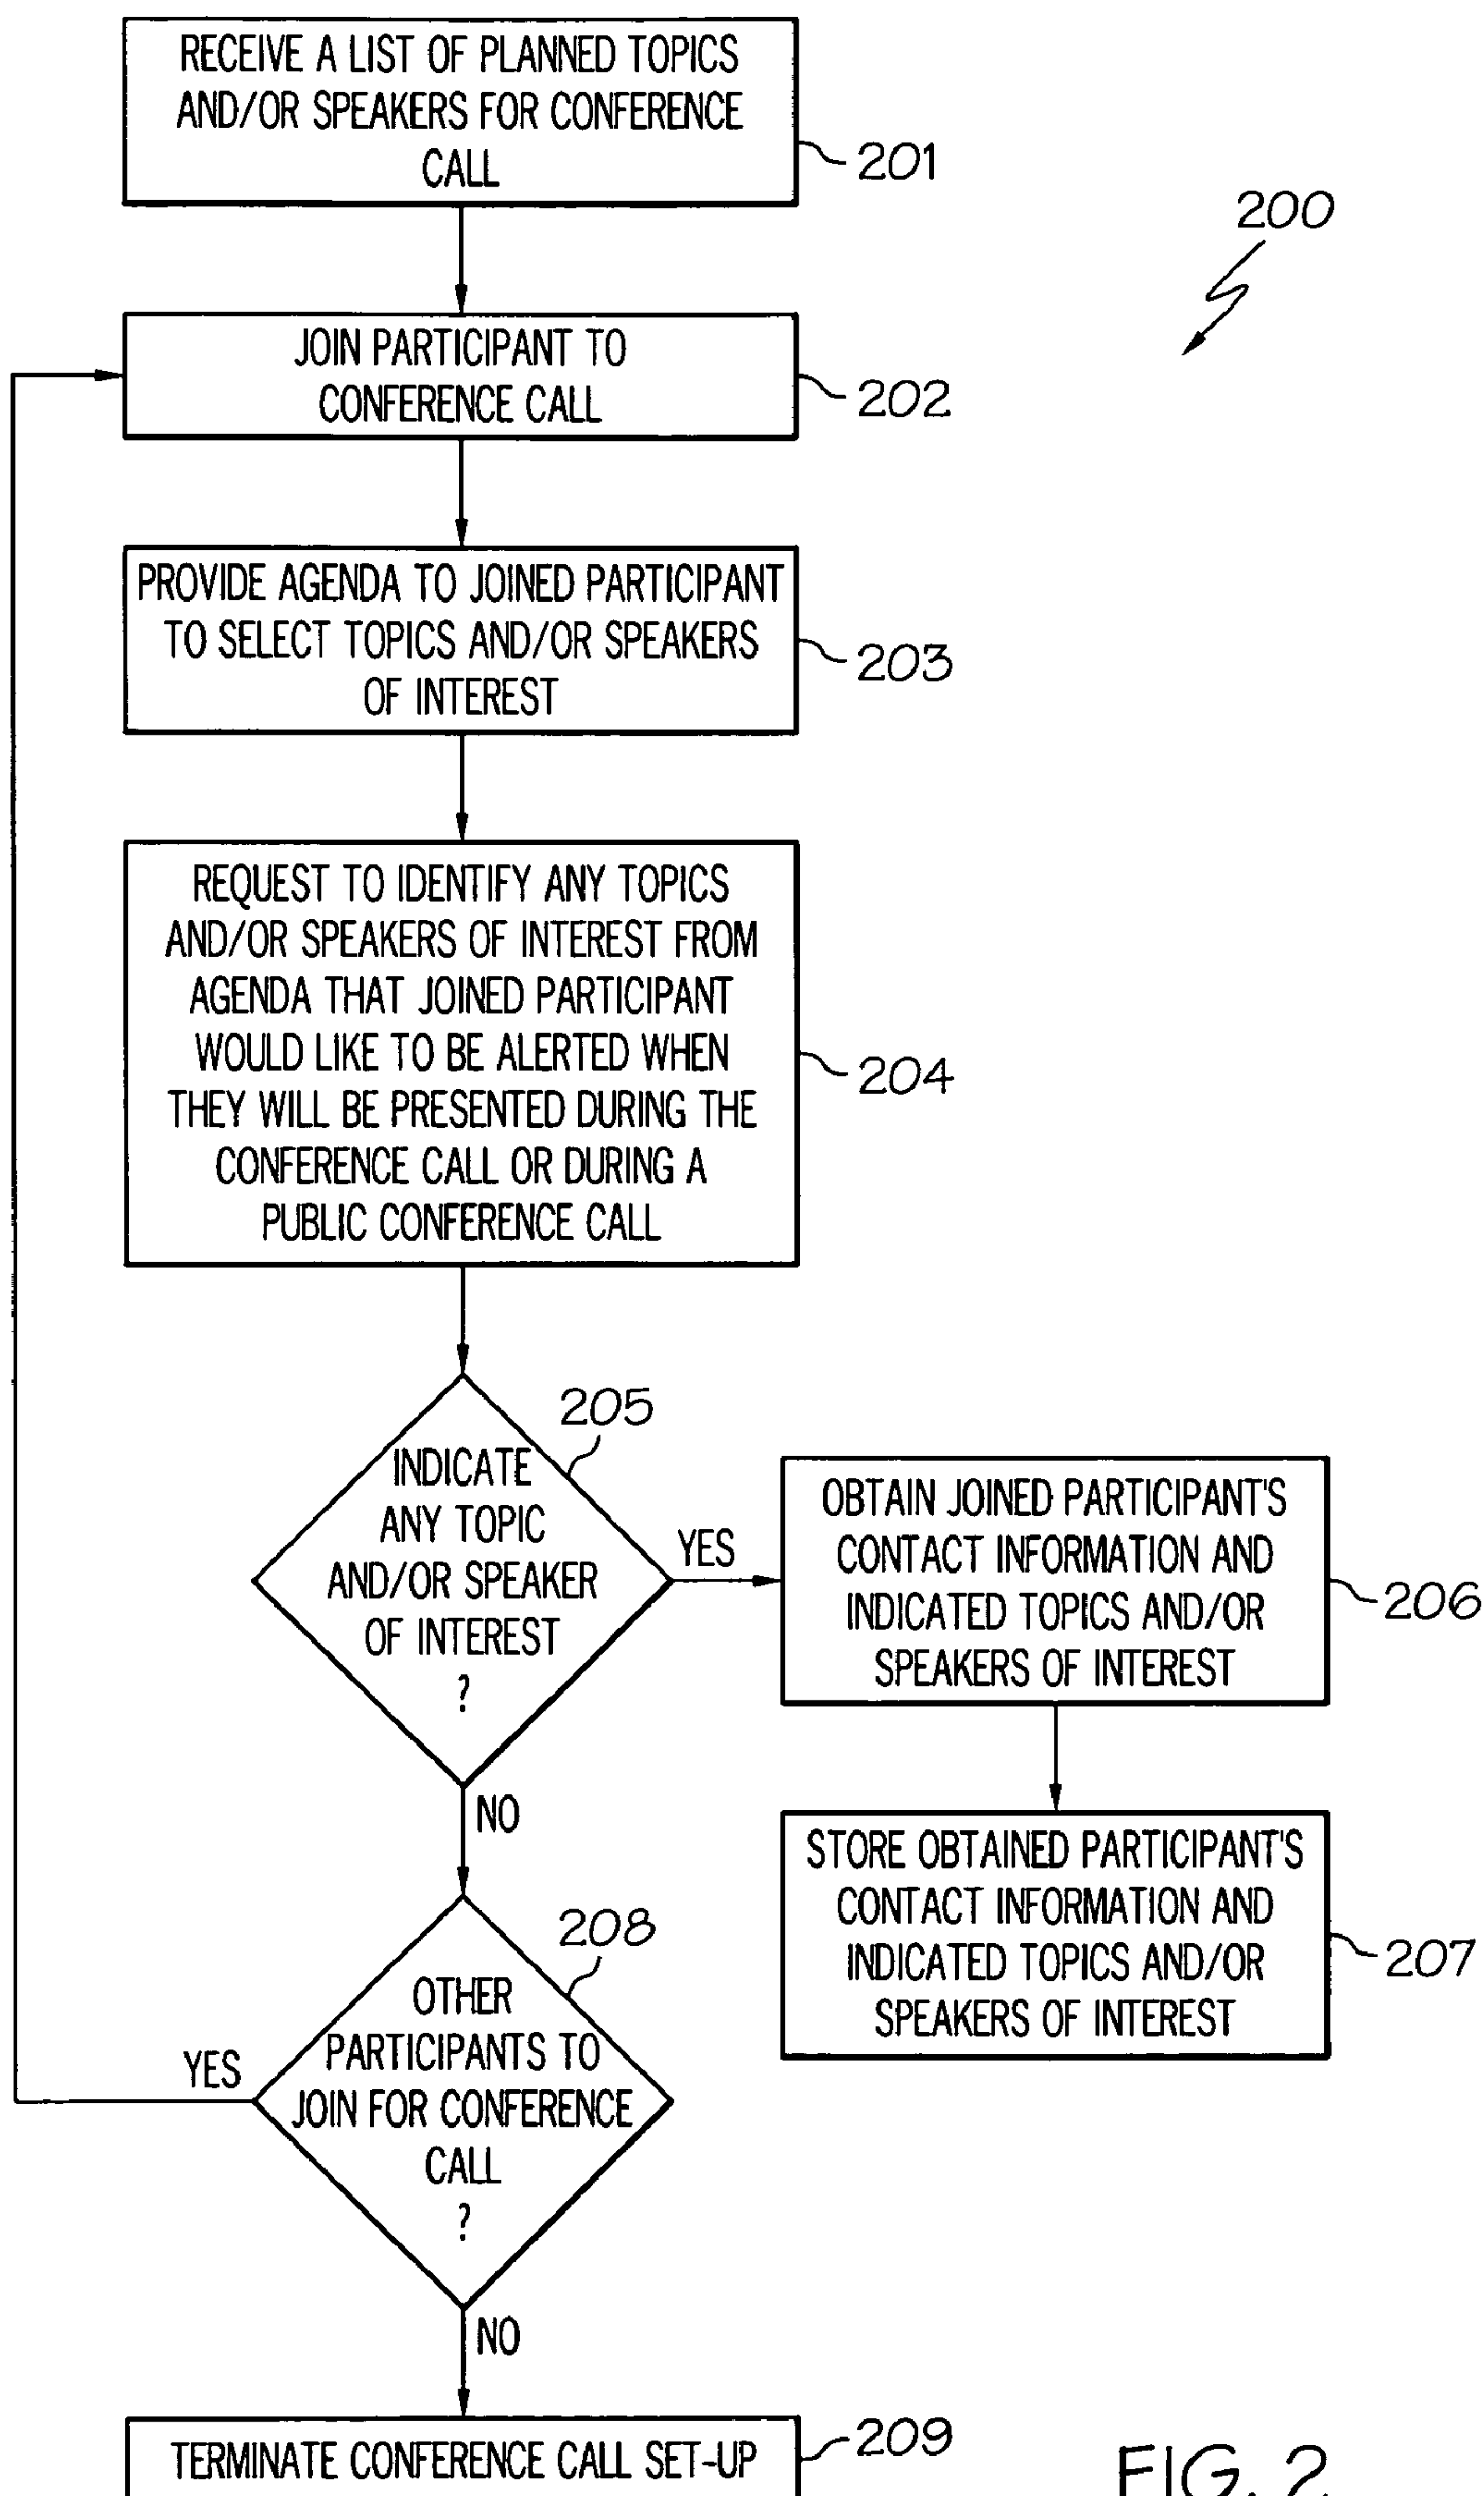 RECEIVE A LIST OF PLANNED TOPICS
AND/OR SPEAKERS FOR CONFERENCE
CALL
201
200
JOIN PARTICIPANT TO
CONFERENCE CALL
202
PROVIDE AGENDA TO JOINED PARTICIPANT
TO SELECT TOPICS AND/OR SPEAKERS
OF INTEREST
203
REQUEST TO IDENTIFY ANY TOPICS
AND/OR SPEAKERS OF INTEREST FROM
AGENDA THAT JOINED PARTICIPANT
WOULD LIKE TO BE ALERTED WHEN
THEY WILL BE PRESENTED DURING THE
CONFERENCE CALL OR DURING A
PUBLIC CONFERENCE CALL
204
205
INDICATE
ANY TOPIC
AND/OR SPEAKER
OF INTEREST
?
YES
OBTAIN JOINED PARTICIPANT'S
CONTACT INFORMATION AND
INDICATED TOPICS AND/OR
SPEAKERS OF INTEREST
206
NO
STORE OBTAINED PARTICIPANT'S
CONTACT INFORMATION AND
INDICATED TOPICS AND/OR
SPEAKERS OF INTEREST
207
208
OTHER
PARTICIPANTS TO
JOIN FOR CONFERENCE
CALL
?
YES
NO
TERMINATE CONFERENCE CALL SET-UP
209
FIG. 2